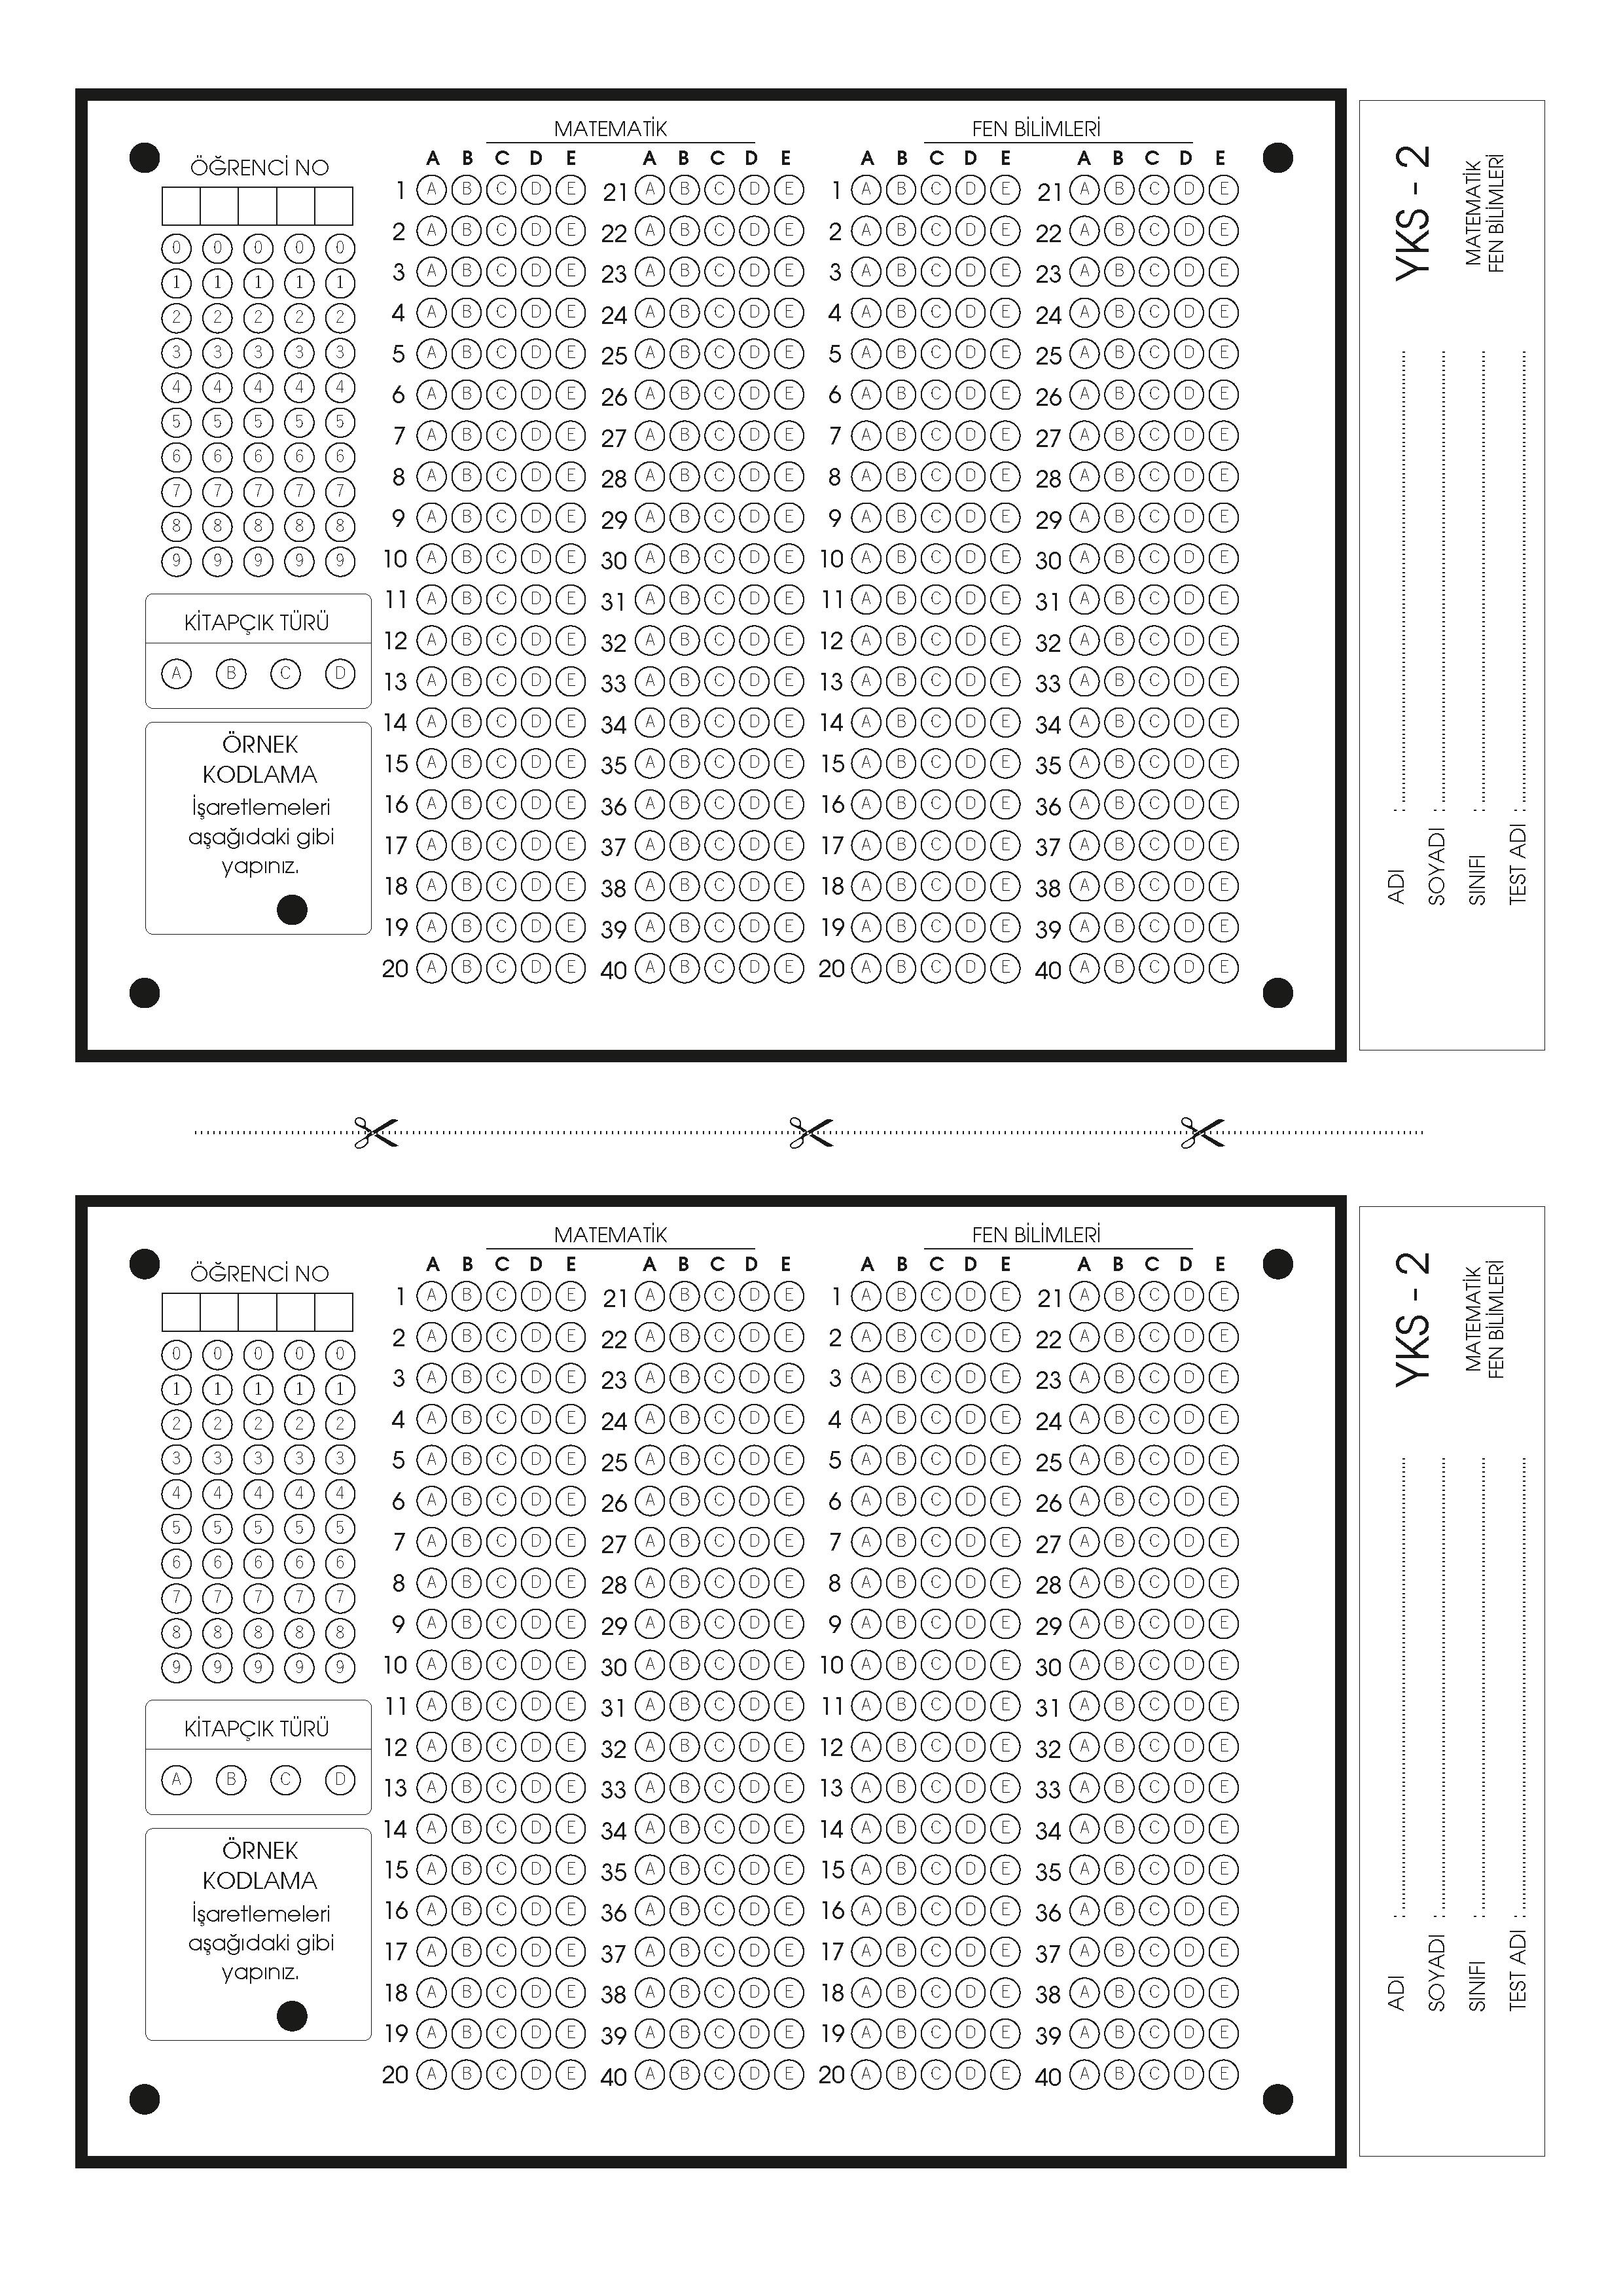 MATEMATİK FEN BİLİMLERİ
ÖĞRENCİ NO
A B C D E A B C D E A B C D E A B C D E
1 A B C D E 21 A B C D E 1 A B C D E 21 A B C D E
2 A B C D E 22 A B C D E 2 A B C D E 22 A B C D E
3 A B C D E 23 A B C D E 3 A B C D E 23 A B C D E
4 A B C D E 24 A B C D E 4 A B C D E 24 A B C D E
5 A B C D E 25 A B C D E 5 A B C D E 25 A B C D E
6 A B C D E 26 A B C D E 6 A B C D E 26 A B C D E
7 A B C D E 27 A B C D E 7 A B C D E 27 A B C D E
8 A B C D E 28 A B C D E 8 A B C D E 28 A B C D E
9 A B C D E 29 A B C D E 9 A B C D E 29 A B C D E
10 A B C D E 30 A B C D E 10 A B C D E 30 A B C D E
11 A B C D E 31 A B C D E 11 A B C D E 31 A B C D E
12 A B C D E 32 A B C D E 12 A B C D E 32 A B C D E
13 A B C D E 33 A B C D E 13 A B C D E 33 A B C D E
14 A B C D E 34 A B C D E 14 A B C D E 34 A B C D E
15 A B C D E 35 A B C D E 15 A B C D E 35 A B C D E
16 A B C D E 36 A B C D E 16 A B C D E 36 A B C D E
17 A B C D E 37 A B C D E 17 A B C D E 37 A B C D E
18 A B C D E 38 A B C D E 18 A B C D E 38 A B C D E
19 A B C D E 39 A B C D E 19 A B C D E 39 A B C D E
20 A B C D E 40 A B C D E 20 A B C D E 40 A B C D E
0 0 0 0 0
1 1 1 1 1
2 2 2 2 2
3 3 3 3 3
4 4 4 4 4
5 5 5 5 5
6 6 6 6 6
7 7 7 7 7
8 8 8 8 8
9 9 9 9 9
KİTAPÇIK TÜRÜ
A B C D
ÖRNEK
KODLAMA
İşaretlemeleri
aşağıdaki gibi
yapınız.
YKS - 2
MATEMATİK
FEN BİLİMLERİ
ADI :
SOYADI :
SINIFI :
TEST ADI :
MATEMATİK FEN BİLİMLERİ
ÖĞRENCİ NO
A B C D E A B C D E A B C D E A B C D E
1 A B C D E 21 A B C D E 1 A B C D E 21 A B C D E
2 A B C D E 22 A B C D E 2 A B C D E 22 A B C D E
3 A B C D E 23 A B C D E 3 A B C D E 23 A B C D E
4 A B C D E 24 A B C D E 4 A B C D E 24 A B C D E
5 A B C D E 25 A B C D E 5 A B C D E 25 A B C D E
6 A B C D E 26 A B C D E 6 A B C D E 26 A B C D E
7 A B C D E 27 A B C D E 7 A B C D E 27 A B C D E
8 A B C D E 28 A B C D E 8 A B C D E 28 A B C D E
9 A B C D E 29 A B C D E 9 A B C D E 29 A B C D E
10 A B C D E 30 A B C D E 10 A B C D E 30 A B C D E
11 A B C D E 31 A B C D E 11 A B C D E 31 A B C D E
12 A B C D E 32 A B C D E 12 A B C D E 32 A B C D E
13 A B C D E 33 A B C D E 13 A B C D E 33 A B C D E
14 A B C D E 34 A B C D E 14 A B C D E 34 A B C D E
15 A B C D E 35 A B C D E 15 A B C D E 35 A B C D E
16 A B C D E 36 A B C D E 16 A B C D E 36 A B C D E
17 A B C D E 37 A B C D E 17 A B C D E 37 A B C D E
18 A B C D E 38 A B C D E 18 A B C D E 38 A B C D E
19 A B C D E 39 A B C D E 19 A B C D E 39 A B C D E
20 A B C D E 40 A B C D E 20 A B C D E 40 A B C D E
0 0 0 0 0
1 1 1 1 1
2 2 2 2 2
3 3 3 3 3
4 4 4 4 4
5 5 5 5 5
6 6 6 6 6
7 7 7 7 7
8 8 8 8 8
9 9 9 9 9
KİTAPÇIK TÜRÜ
A B C D
ÖRNEK
KODLAMA
İşaretlemeleri
aşağıdaki gibi
yapınız.
YKS - 2
MATEMATİK
FEN BİLİMLERİ
ADI :
SOYADI :
SINIFI :
TEST ADI :